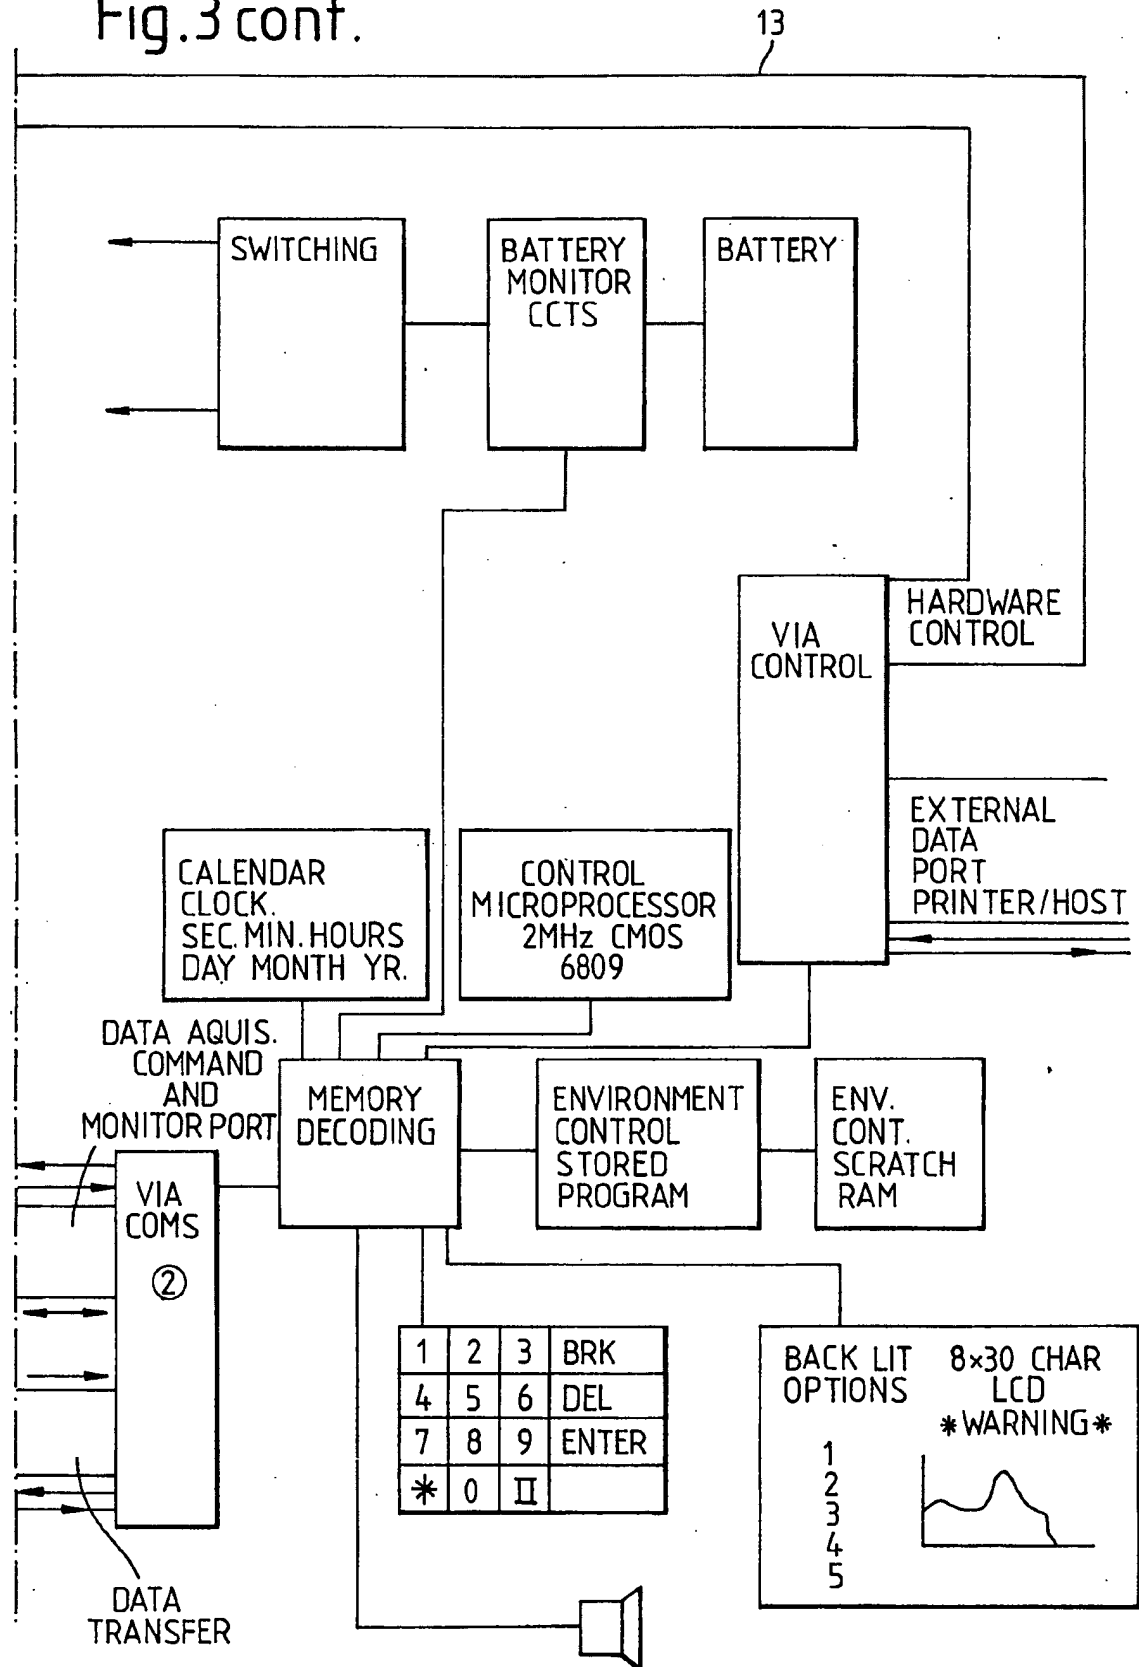 Fig.3 cont.
13
SWITCHING
BATTERY
MONITOR
CCTS
BATTERY
VIA
CONTROL
HARDWARE
CONTROL
EXTERNAL
DATA
PORT
PRINTER/HOST
CALENDAR
CLOCK.
SEC. MIN. HOURS
DAY MONTH YR.
CONTROL
MICROPROCESSOR
2MHz CMOS
6809
DATA AQUIS.
COMMAND
AND
MONITOR PORT
MEMORY
DECODING
ENVIRONMENT
CONTROL
STORED
PROGRAM
ENV.
CONT.
SCRATCH
RAM
VIA
COMS
②
1 2 3 BRK
4 5 6 DEL
7 8 9 ENTER
* 0 II
BACK LIT
OPTIONS
8×30 CHAR
LCD
*WARNING*
1
2
3
4
5
DATA
TRANSFER